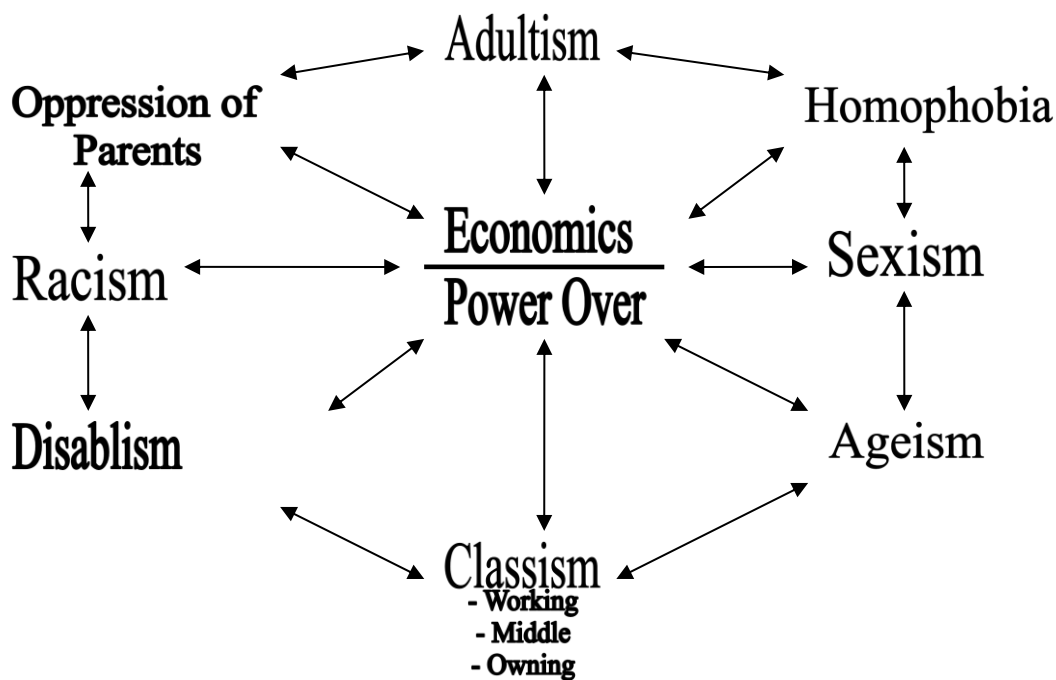 Adultism
Oppression of
Parents
Homophobia
Economics
Power Over
Racism
Sexism
Disablism
Ageism
Classism
- Working
- Middle
- Owning